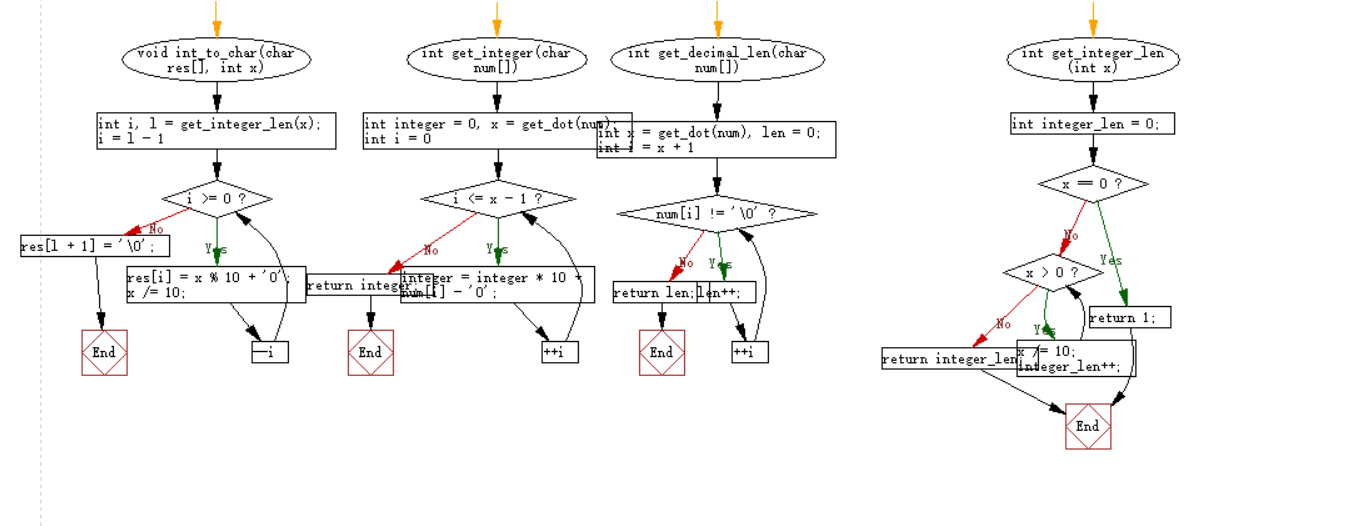 void int_to_char(char
res[], int x)
int i, l = get_integer_len(x);
i = l - 1
i >= 0 ?
No
Yes
res[l + 1] = '\0';
res[i] = x % 10 + '0';
x /= 10;
--i
End
int get_integer(char
num[])
int integer = 0, x = get_dot(num);
int i = 0
i <= x - 1 ?
No
Yes
return integer;
integer = integer * 10 +
num[i] - '0';
++i
End
int get_decimal_len(char
num[])
int x = get_dot(num), len = 0;
int i = x + 1
num[i] != '\0' ?
No
Yes
return len;
len++;
++i
End
int get_integer_len
(int x)
int integer_len = 0;
x == 0 ?
No
Yes
x > 0 ?
return 1;
No
Yes
return integer_len;
x /= 10;
integer_len++;
End